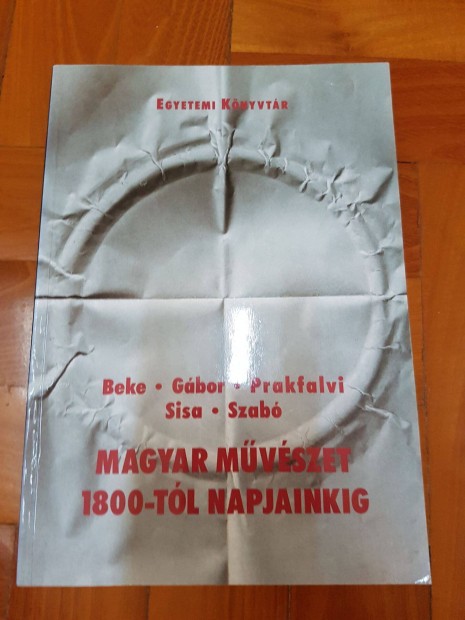 EGYETEMI KÖNYVTÁR
Beke • Gábor • Prakfalvi
Sisa • Szabó
MAGYAR MŰVÉSZET
1800-TÓL NAPJAINKIG